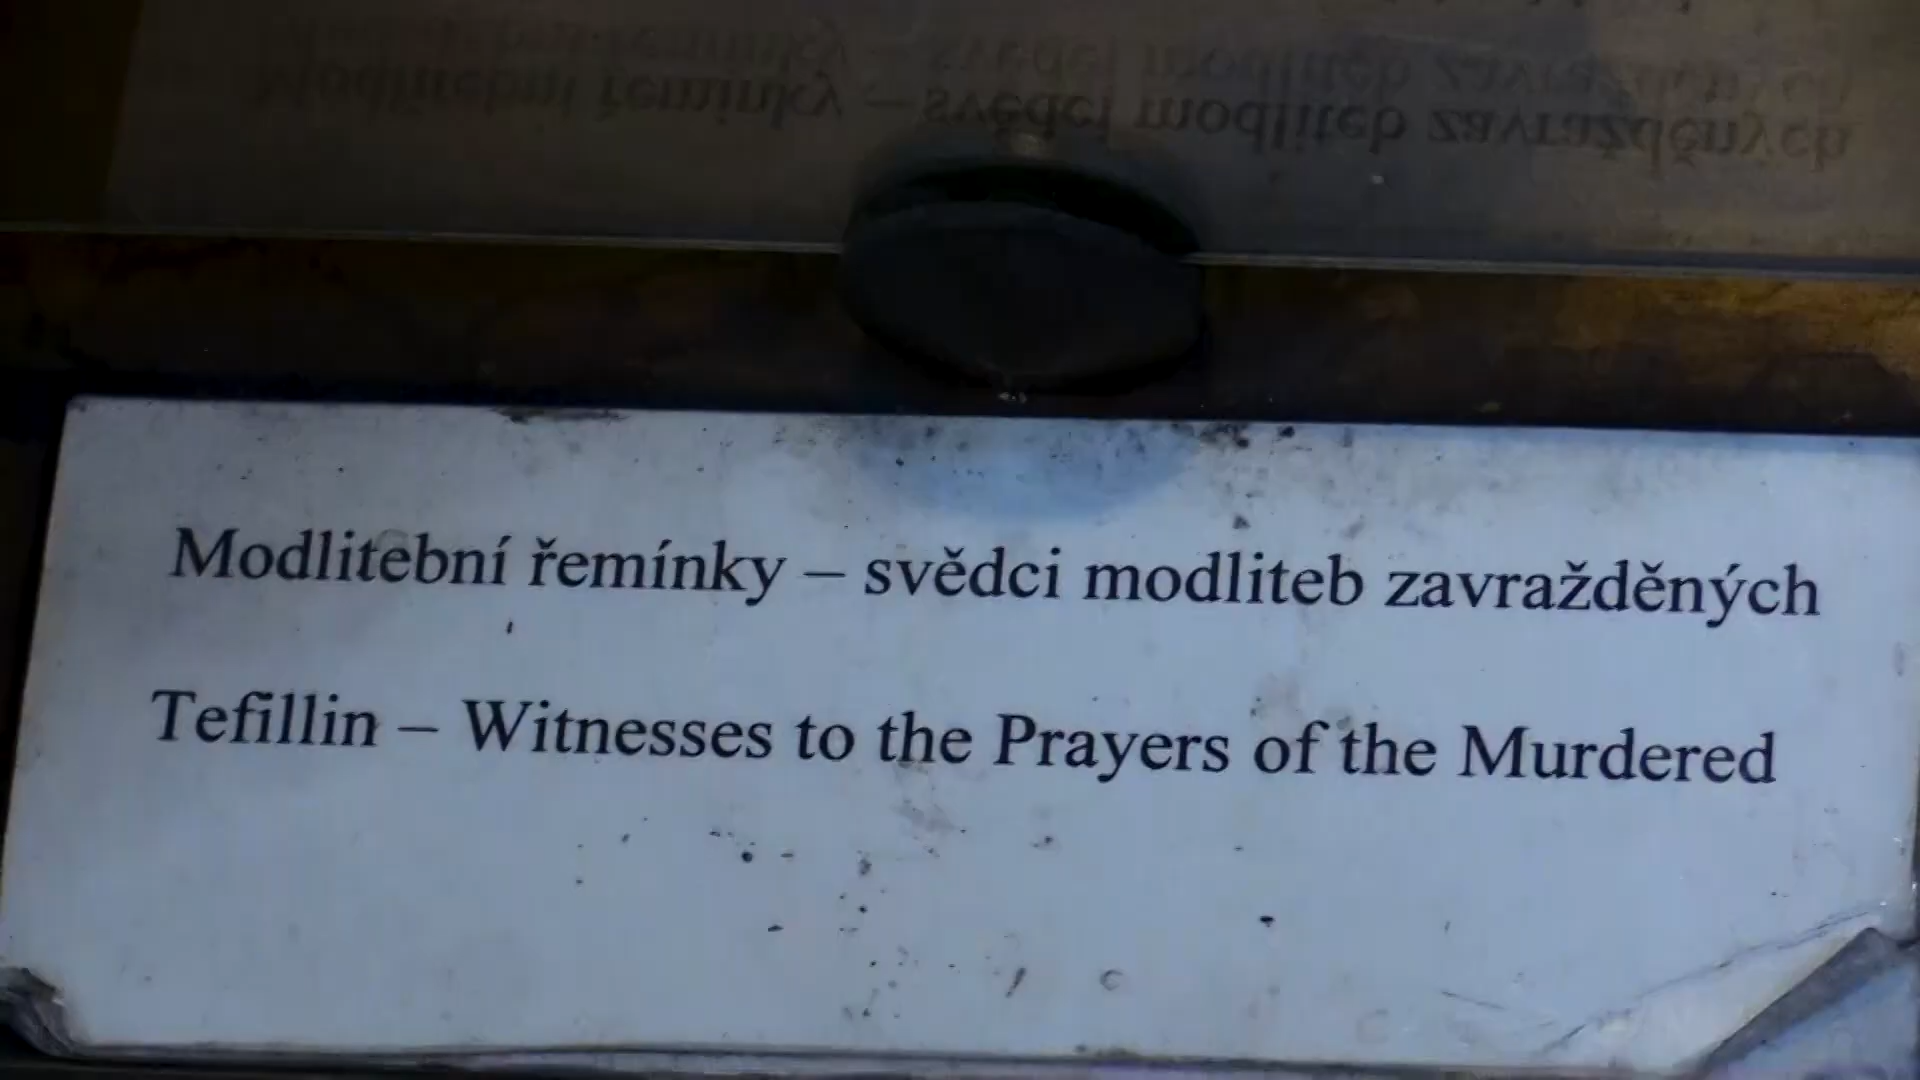 Modlitební řemínky – svědci modliteb zavražděných
Tefillin – Witnesses to the Prayers of the Murdered